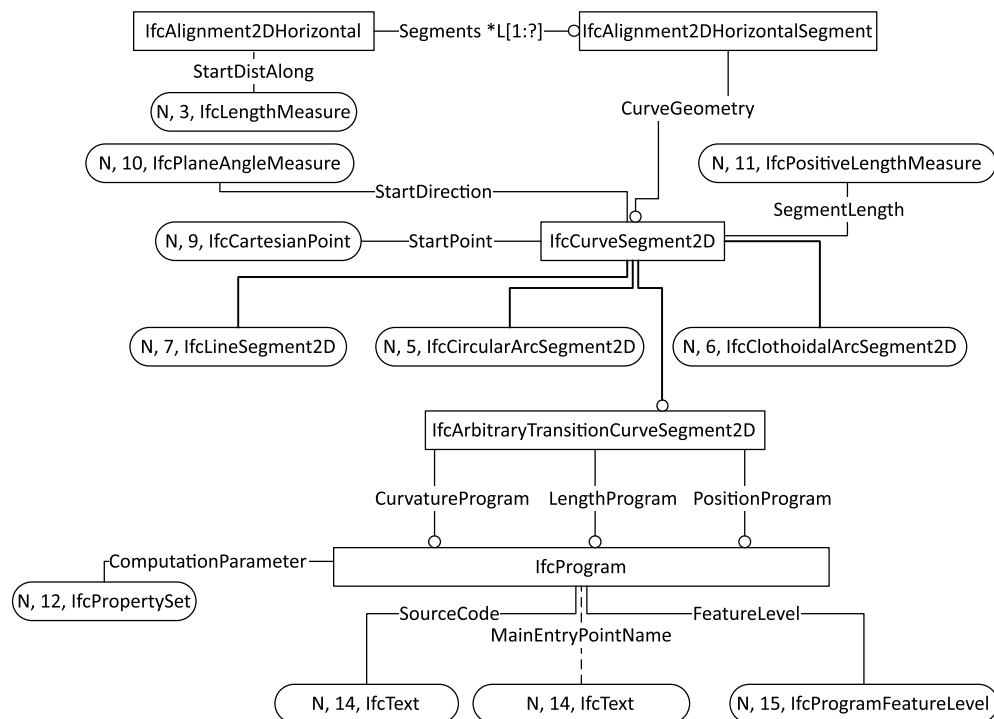 IfcAlignment2DHorizontal
Segments *L[1:?]
IfcAlignment2DHorizontalSegment
StartDistAlong
N, 3, IfcLengthMeasure
CurveGeometry
N, 10, IfcPlaneAngleMeasure
N, 11, IfcPositiveLengthMeasure
StartDirection
SegmentLength
N, 9, IfcCartesianPoint
StartPoint
IfcCurveSegment2D
N, 7, IfcLineSegment2D
N, 5, IfcCircularArcSegment2D
N, 6, IfcClothoidalArcSegment2D
IfcArbitraryTransitionCurveSegment2D
CurvatureProgram
LengthProgram
PositionProgram
ComputationParameter
IfcProgram
N, 12, IfcPropertySet
SourceCode
FeatureLevel
MainEntryPointName
N, 14, IfcText
N, 14, IfcText
N, 15, IfcProgramFeatureLevel